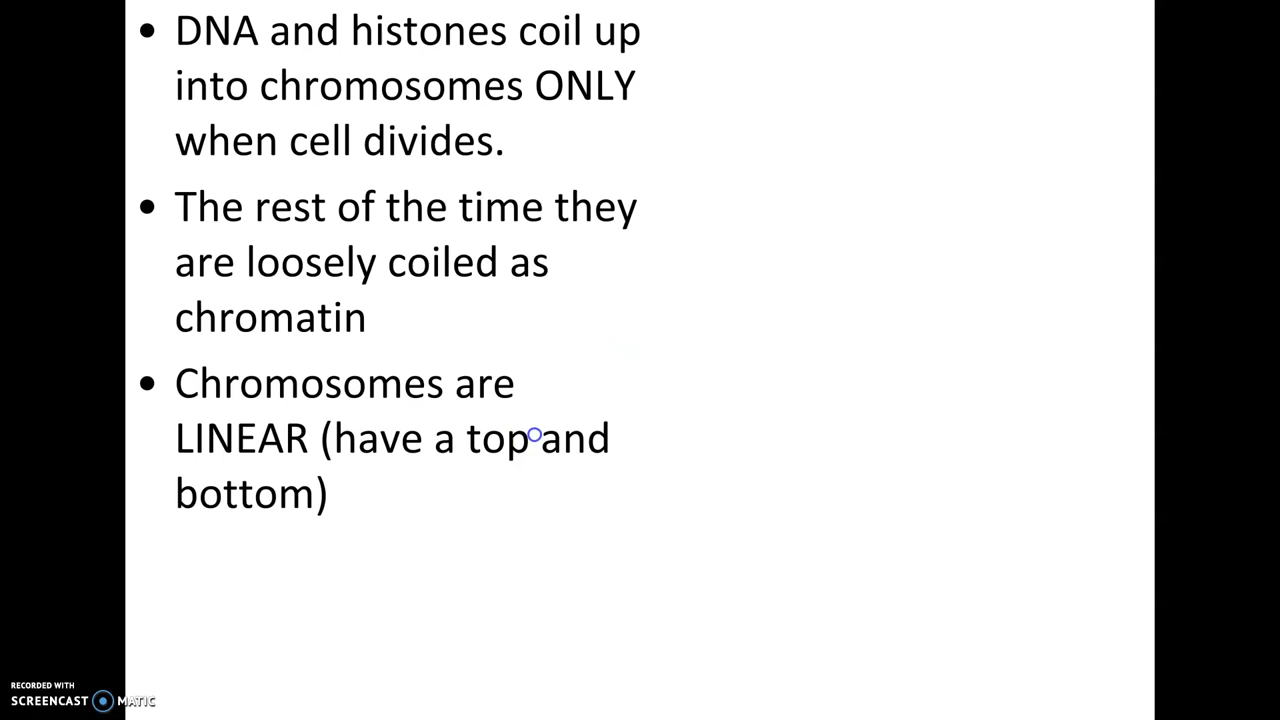 • DNA and histones coil up
into chromosomes ONLY
when cell divides.
• The rest of the time they
are loosely coiled as
chromatin
• Chromosomes are
LINEAR (have a top and
bottom)
RECORDED WITH
SCREENCAST MATIC